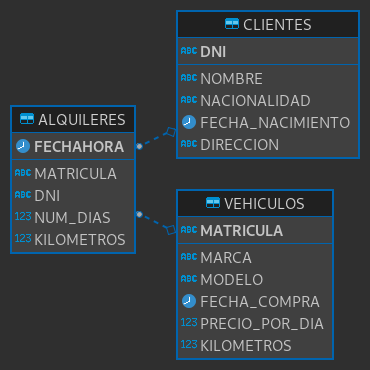 CLIENTES
ABC DNI
ABC NOMBRE
ABC NACIONALIDAD
FECHA_NACIMIENTO
ABC DIRECCION
ALQUILERES
FECHAHORA
ABC MATRICULA
ABC DNI
123 NUM_DIAS
123 KILOMETROS
VEHICULOS
ABC MATRICULA
ABC MARCA
ABC MODELO
FECHA_COMPRA
123 PRECIO_POR_DIA
123 KILOMETROS